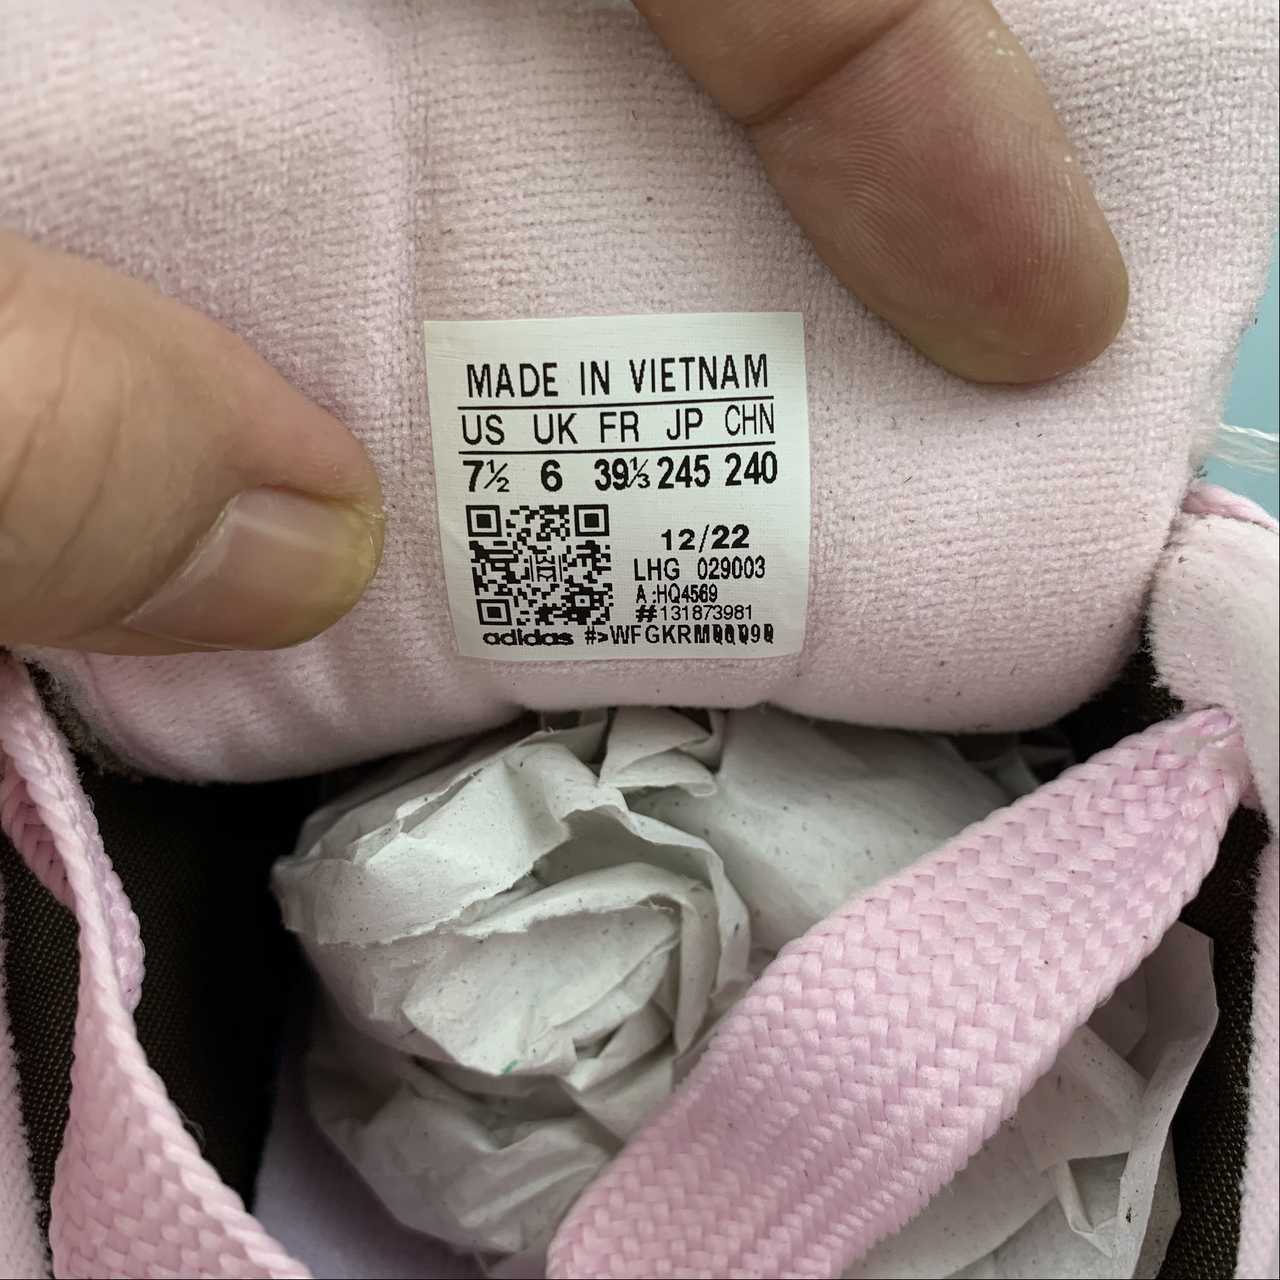 MADE IN VIETNAM
US UK FR JP CHN
7½ 6 39⅓ 245 240
12/22
LHG 029003
A:HQ4569
#131873981
adidas #>WFGKRM